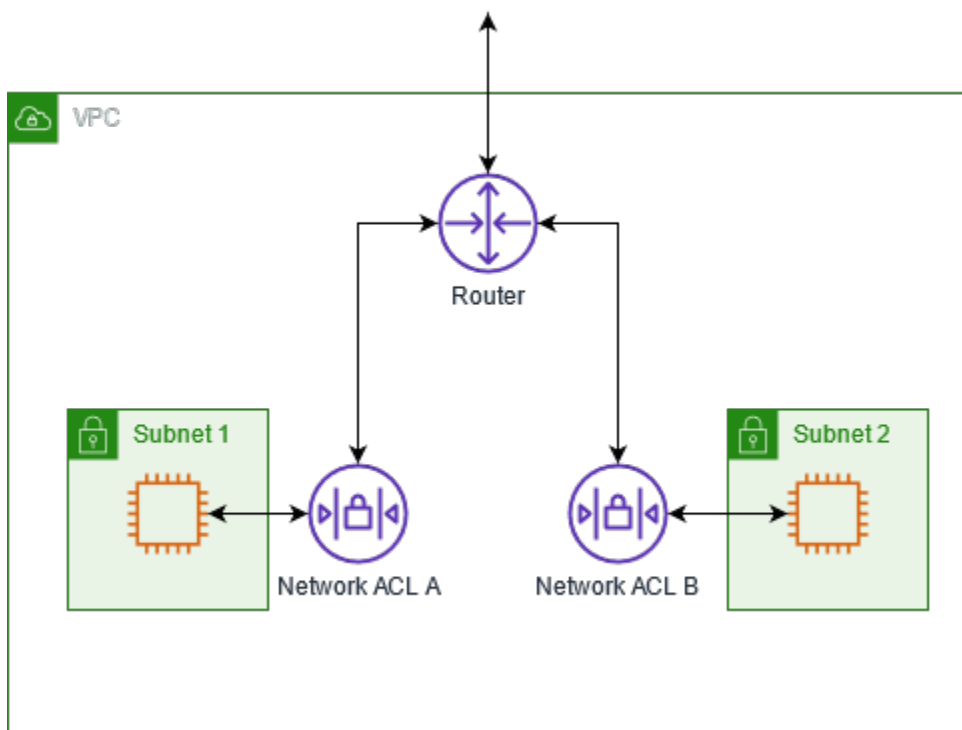 VPC
Router
Subnet 1
Subnet 2
Network ACL A
Network ACL B